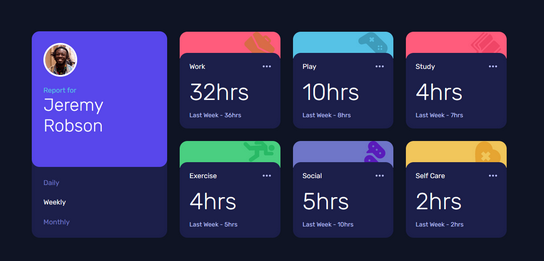 Report for
Jeremy
Robson
Daily
Weekly
Monthly
Work
32hrs
Last Week - 36hrs
Play
10hrs
Last Week - 8hrs
Study
4hrs
Last Week - 7hrs
Exercise
4hrs
Last Week - 5hrs
Social
5hrs
Last Week - 10hrs
Self Care
2hrs
Last Week - 2hrs